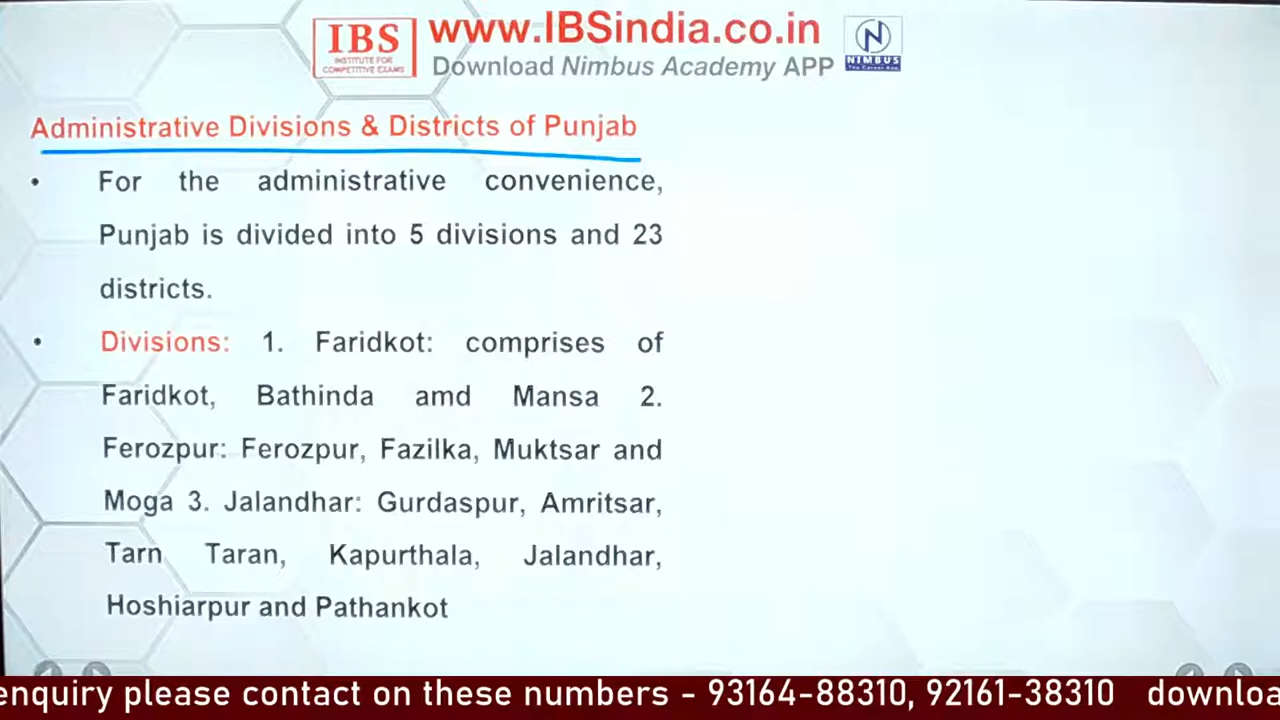 IBS
INSTITUTE FOR
COMPETITIVE EXAMS
www.IBSindia.co.in
Download Nimbus Academy APP
N
NIMBUS
The Career App.
Administrative Divisions & Districts of Punjab
• For the administrative convenience,
Punjab is divided into 5 divisions and 23
districts.
• Divisions: 1. Faridkot: comprises of
Faridkot, Bathinda amd Mansa 2.
Ferozpur: Ferozpur, Fazilka, Muktsar and
Moga 3. Jalandhar: Gurdaspur, Amritsar,
Tarn Taran, Kapurthala, Jalandhar,
Hoshiarpur and Pathankot
enquiry please contact on these numbers - 93164-88310, 92161-38310 downloa